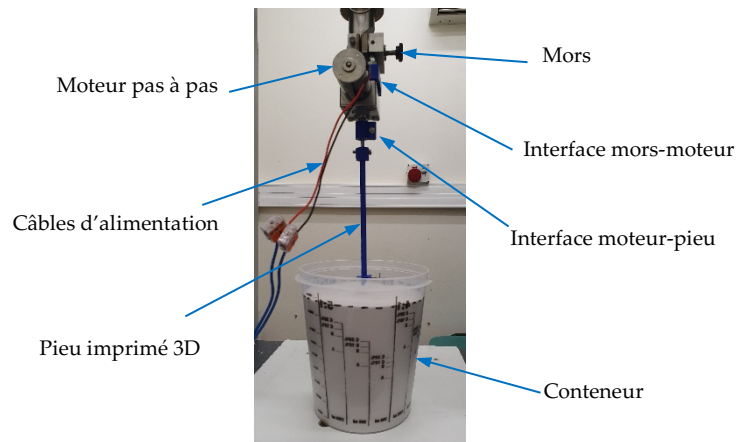 Moteur pas à pas
Mors
Interface mors-moteur
Câbles d'alimentation
Interface moteur-pieu
Pieu imprimé 3D
Conteneur